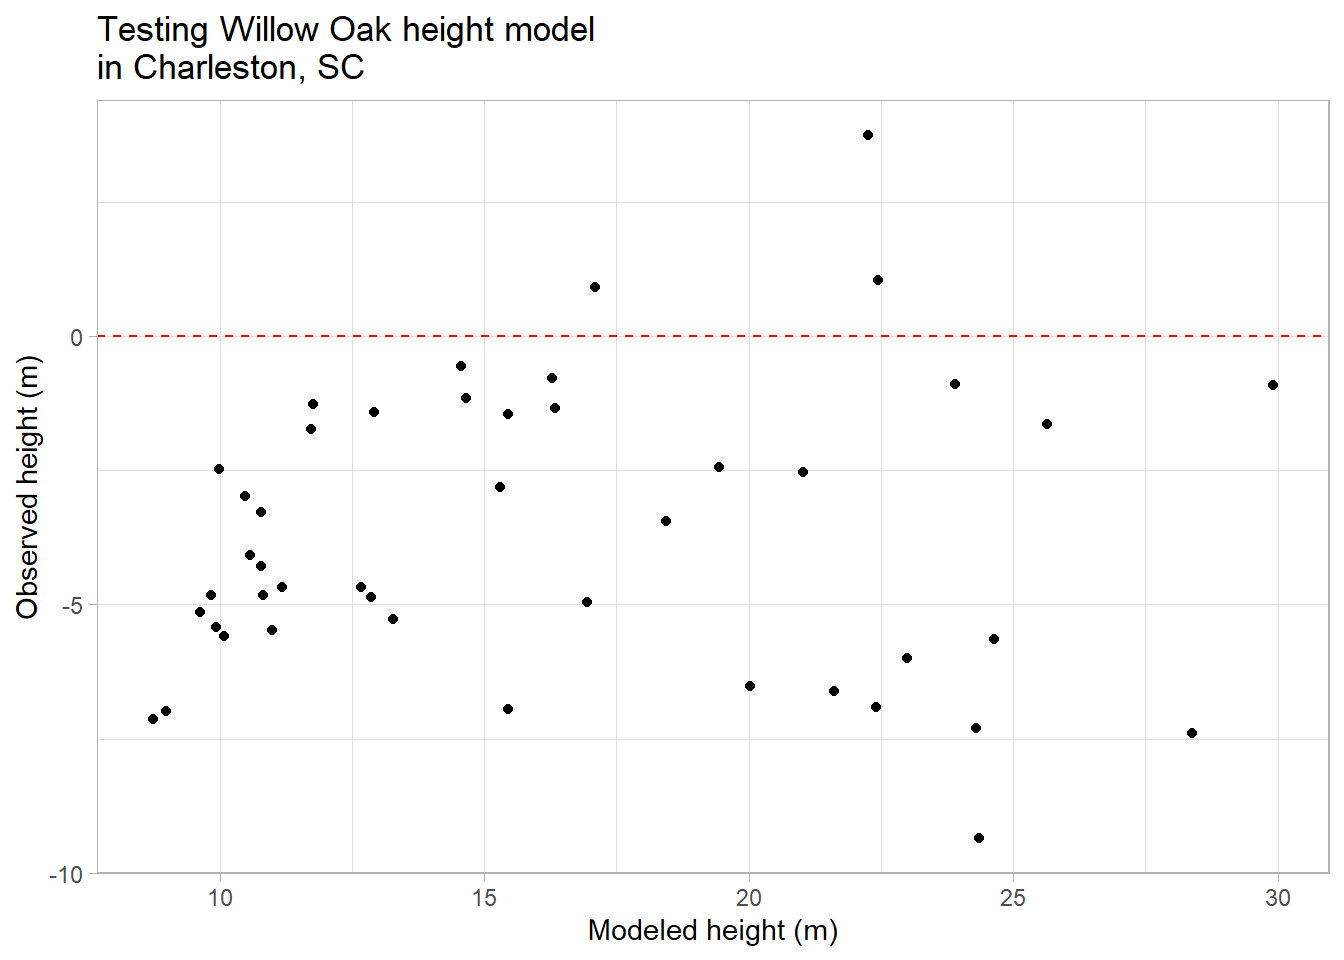 Testing Willow Oak height model
in Charleston, SC
Observed height (m)
0
-5
-10
10 15 20 25 30
Modeled height (m)